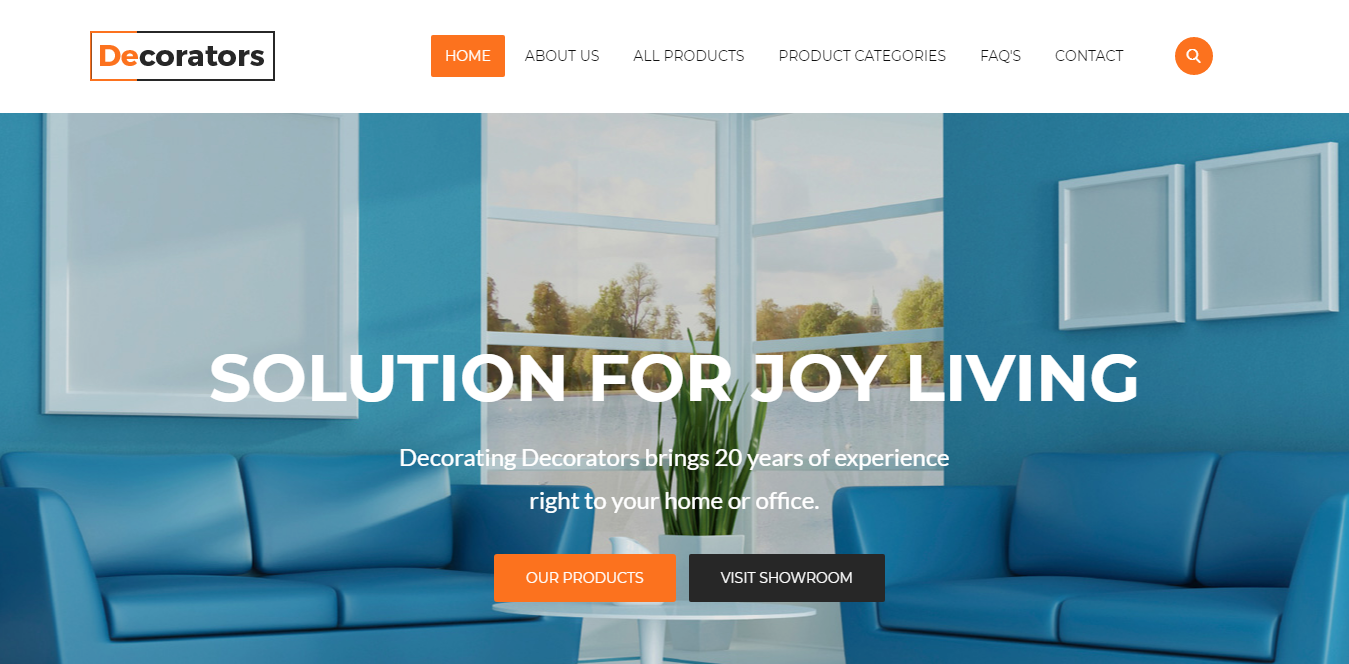 Decorators
HOME ABOUT US ALL PRODUCTS PRODUCT CATEGORIES FAQ'S CONTACT
SOLUTION FOR JOY LIVING
Decorating Decorators brings 20 years of experience
right to your home or office.
OUR PRODUCTS VISIT SHOWROOM